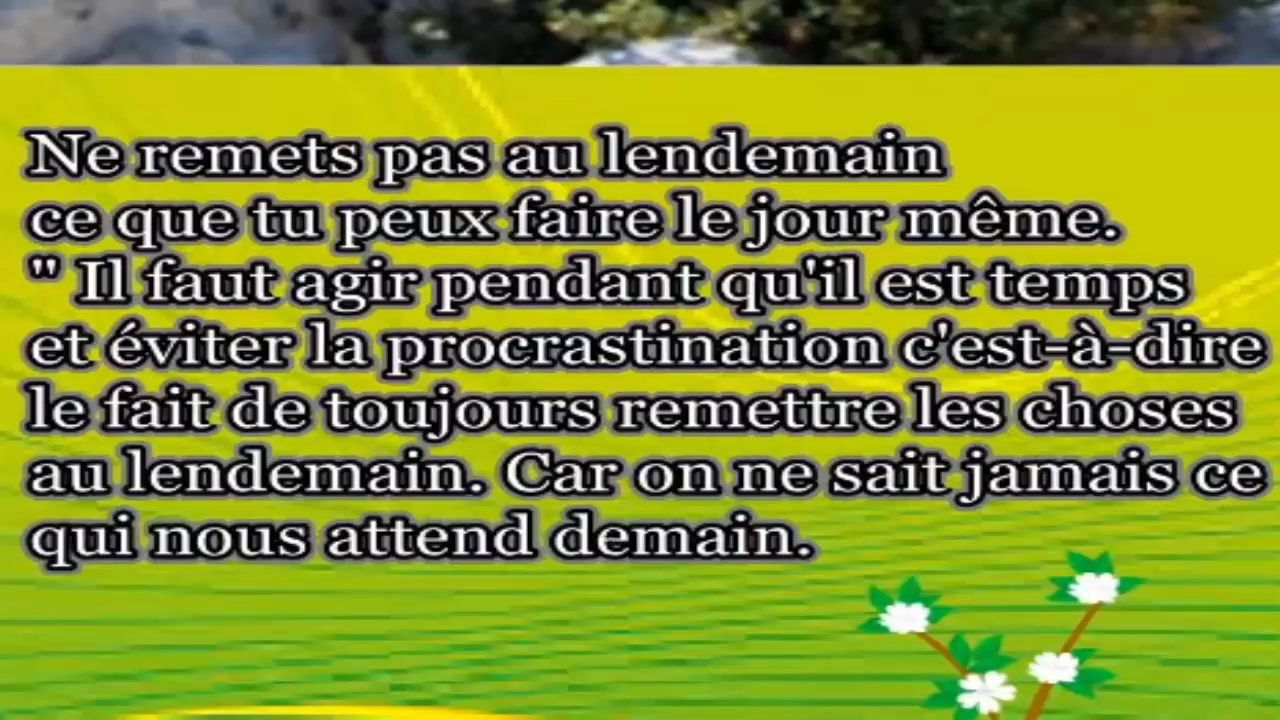 Ne remets pas au lendemain
ce que tu peux faire le jour même.
" Il faut agir pendant qu'il est temps
et éviter la procrastination c'est-à-dire
le fait de toujours remettre les choses
au lendemain. Car on ne sait jamais ce
qui nous attend demain.